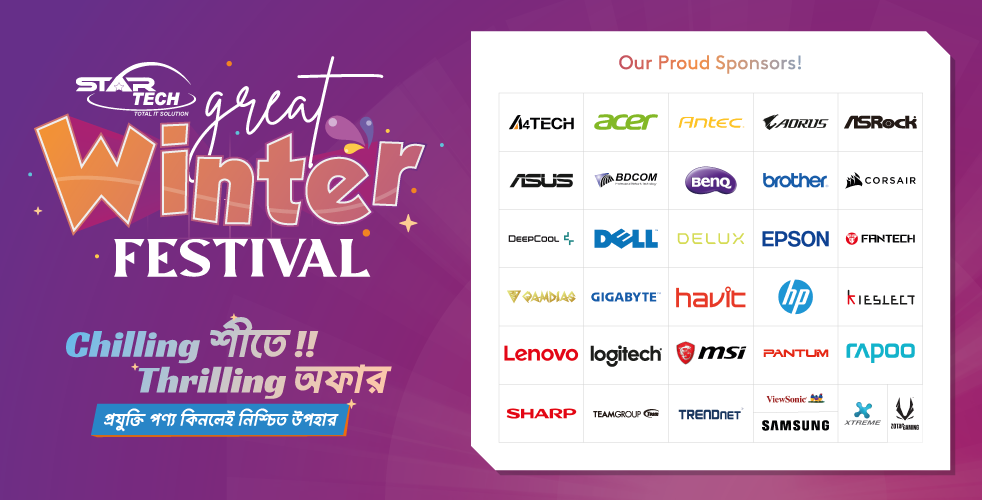 STAR
TECH
TOTAL IT SOLUTION
great
Winter
FESTIVAL
Chilling শীতে !!
Thrilling অফার
প্রযুক্তি পণ্য কিনলেই নিশ্চিত উপহার
Our Proud Sponsors!
A4TECH acer Antec AORUS ASRock
ASUS BDCOM BenQ brother CORSAIR
DEEPCOOL DELL DELUX EPSON FANTECH
GAMDIAS GIGABYTE havit hp KIESLECT
Lenovo logitech msi PANTUM rapoo
SHARP TEAMGROUP TRENDNET ViewSonic SAMSUNG XTREME ZOTAC GAMING